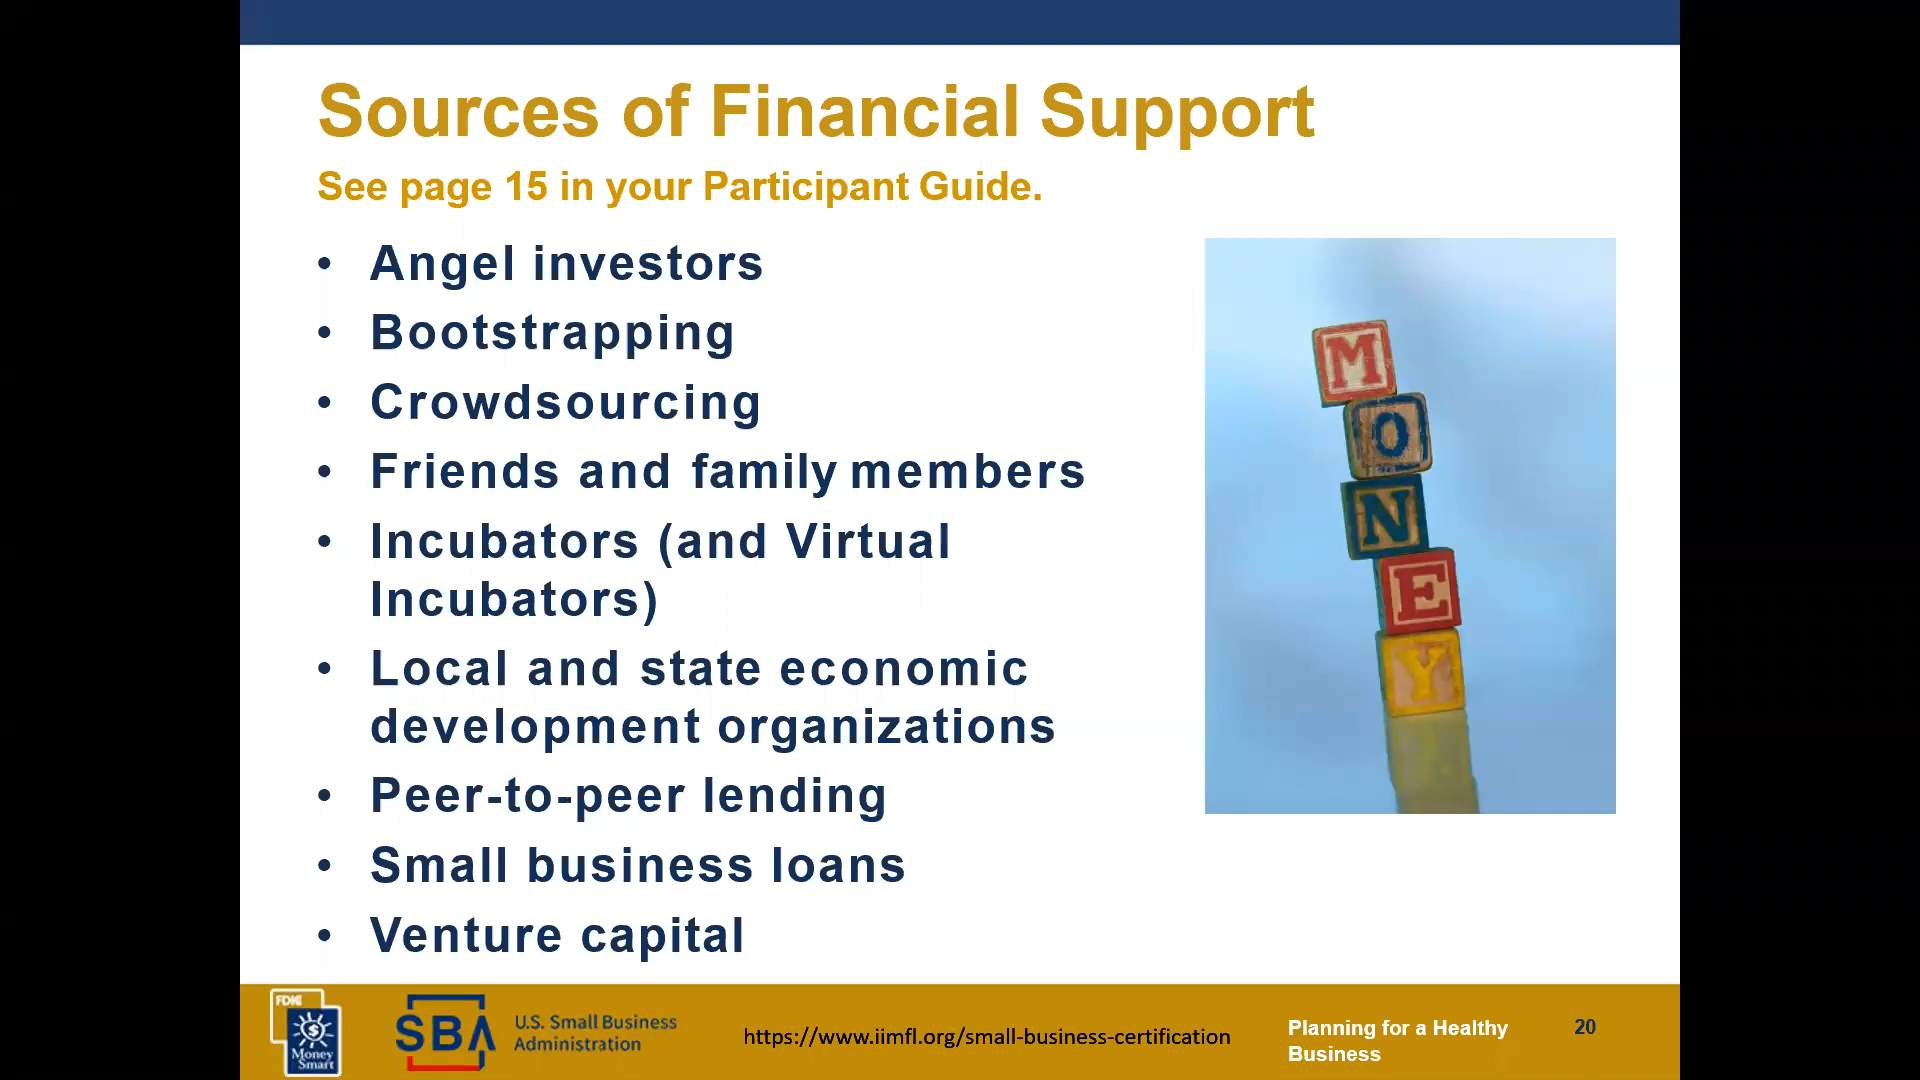 Sources of Financial Support
See page 15 in your Participant Guide.
• Angel investors
• Bootstrapping
• Crowdsourcing
• Friends and family members
• Incubators (and Virtual
Incubators)
• Local and state economic
development organizations
• Peer-to-peer lending
• Small business loans
• Venture capital
M
O
N
E
Y
FDIC
Money
Smart
SBA
U.S. Small Business
Administration
https://www.iimfl.org/small-business-certification
Planning for a Healthy
Business
20